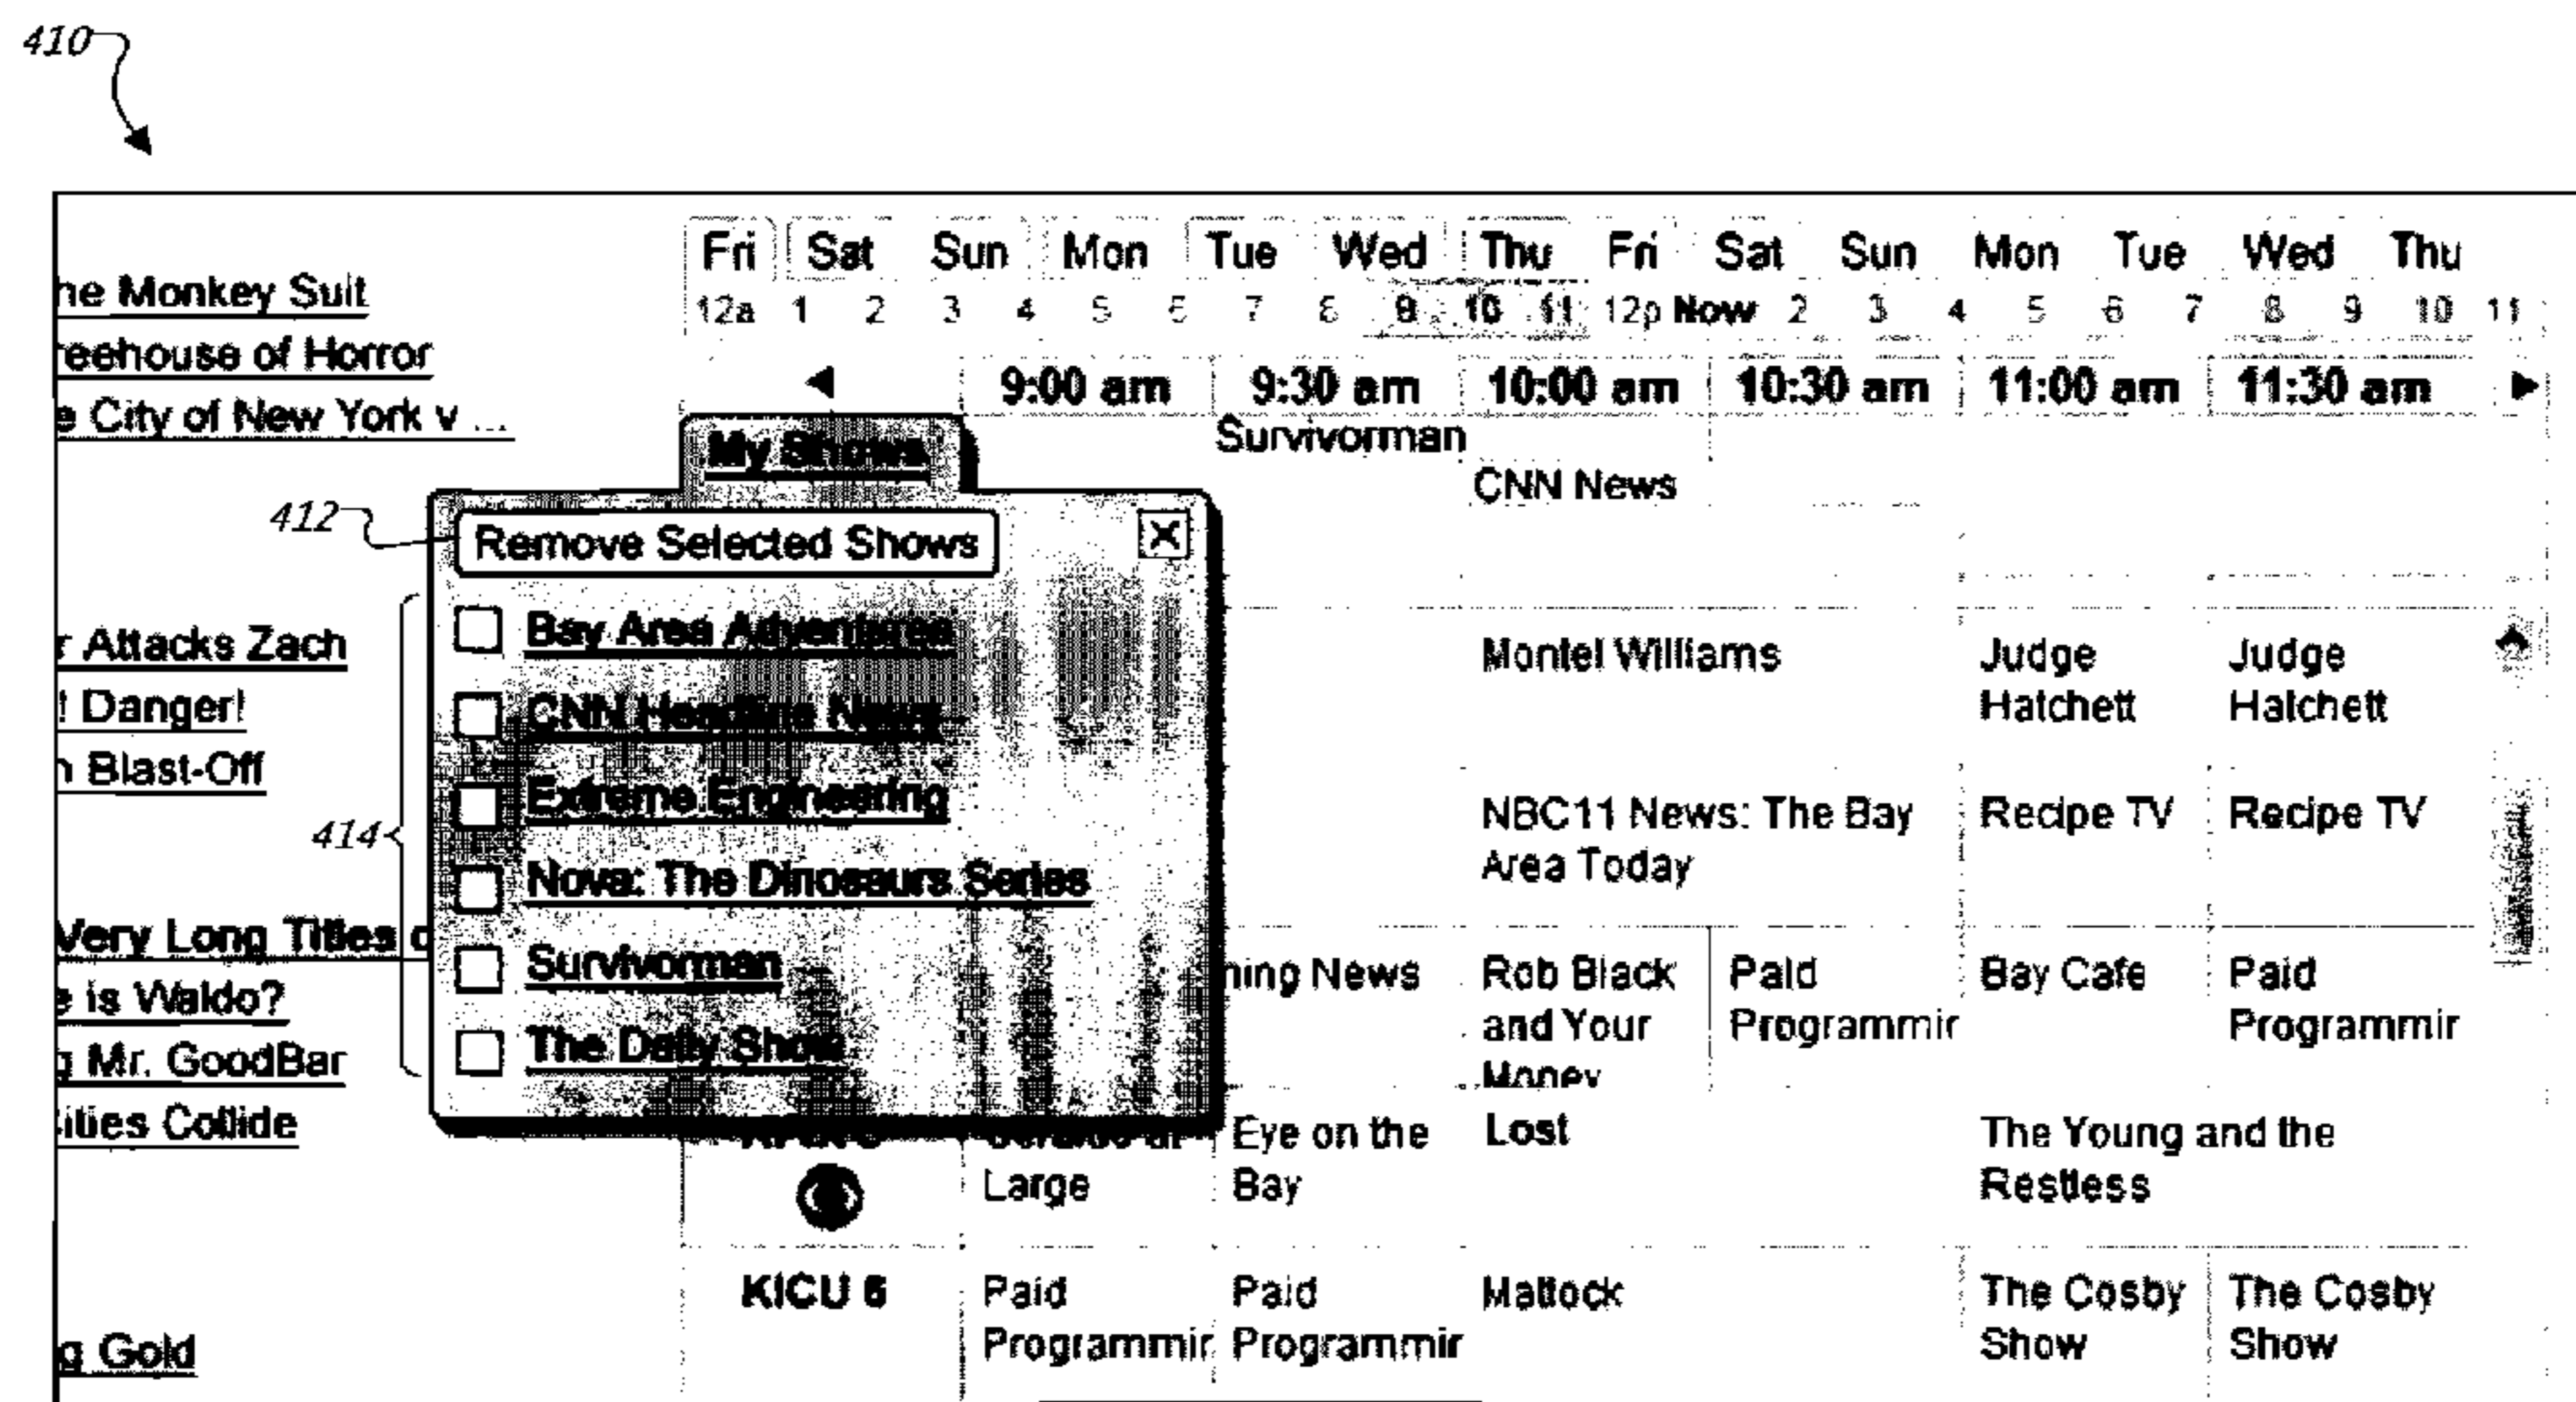 410
Fri Sat Sun Mon Tue Wed Thu Fri Sat Sun Mon Tue Wed Thu
12a 1 2 3 4 5 6 7 8 9 10 11 12p Now 2 3 4 5 6 7 8 9 10 11
9:00 am 9:30 am 10:00 am 10:30 am 11:00 am 11:30 am
he Monkey Suit
reehouse of Horror
e City of New York v ...
r Attacks Zach
! Danger!
n Blast-Off
Very Long Titles
e is Waldo?
g Mr. GoodBar
ities Collide
g Gold
My Shows
412
Remove Selected Shows
X
414
Bay Area Adventures
CNN Headline News
Extreme Engineering
Nova: The Dinosaurs Series
Survivorman
The Daily Show
Survivorman
CNN News
Montel Williams
Judge
Hatchett
Judge
Hatchett
NBC11 News: The Bay
Area Today
Recipe TV
Recipe TV
ning News
Rob Black
and Your
Money
Paid
Programmir
Bay Cafe
Paid
Programmir
Large
Eye on the
Bay
Lost
The Young and the
Restless
KICU 6
Paid
Programmir
Paid
Programmir
Matlock
The Cosby
Show
The Cosby
Show